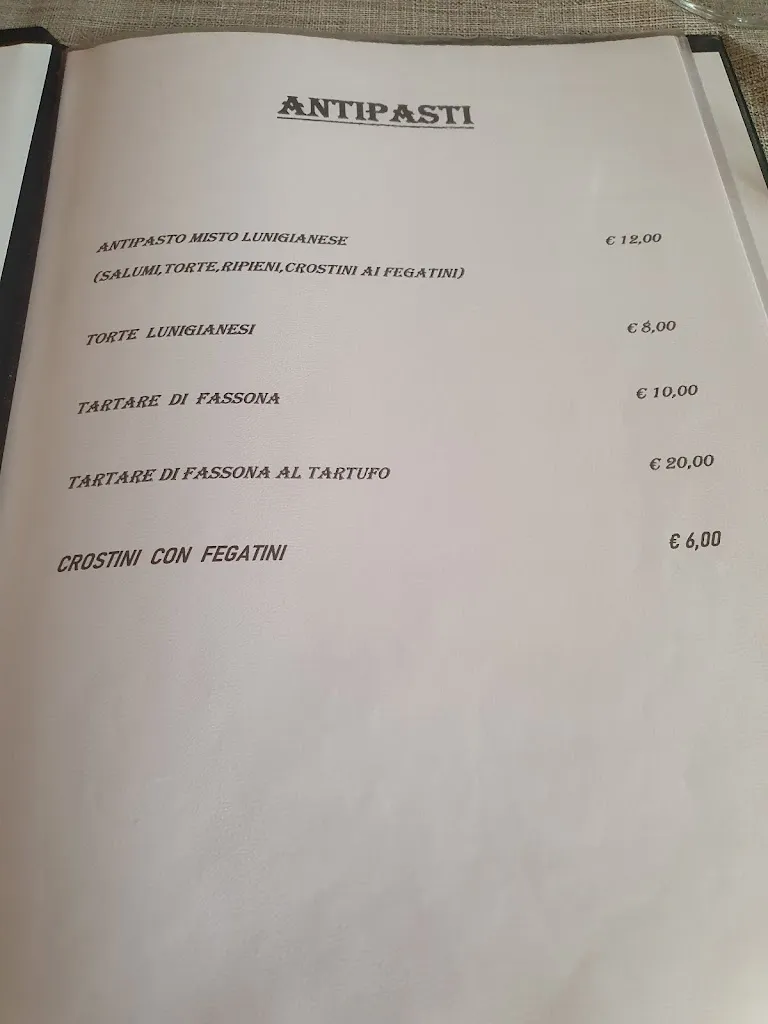 ANTIPASTI
ANTIPASTO MISTO LUNIGIANESE € 12,00
(SALUMI,TORTE,RIPIENI,CROSTINI AI FEGATINI)
TORTE LUNIGIANESI € 8,00
TARTARE DI FASSONA € 10,00
TARTARE DI FASSONA AL TARTUFO € 20,00
CROSTINI CON FEGATINI € 6,00